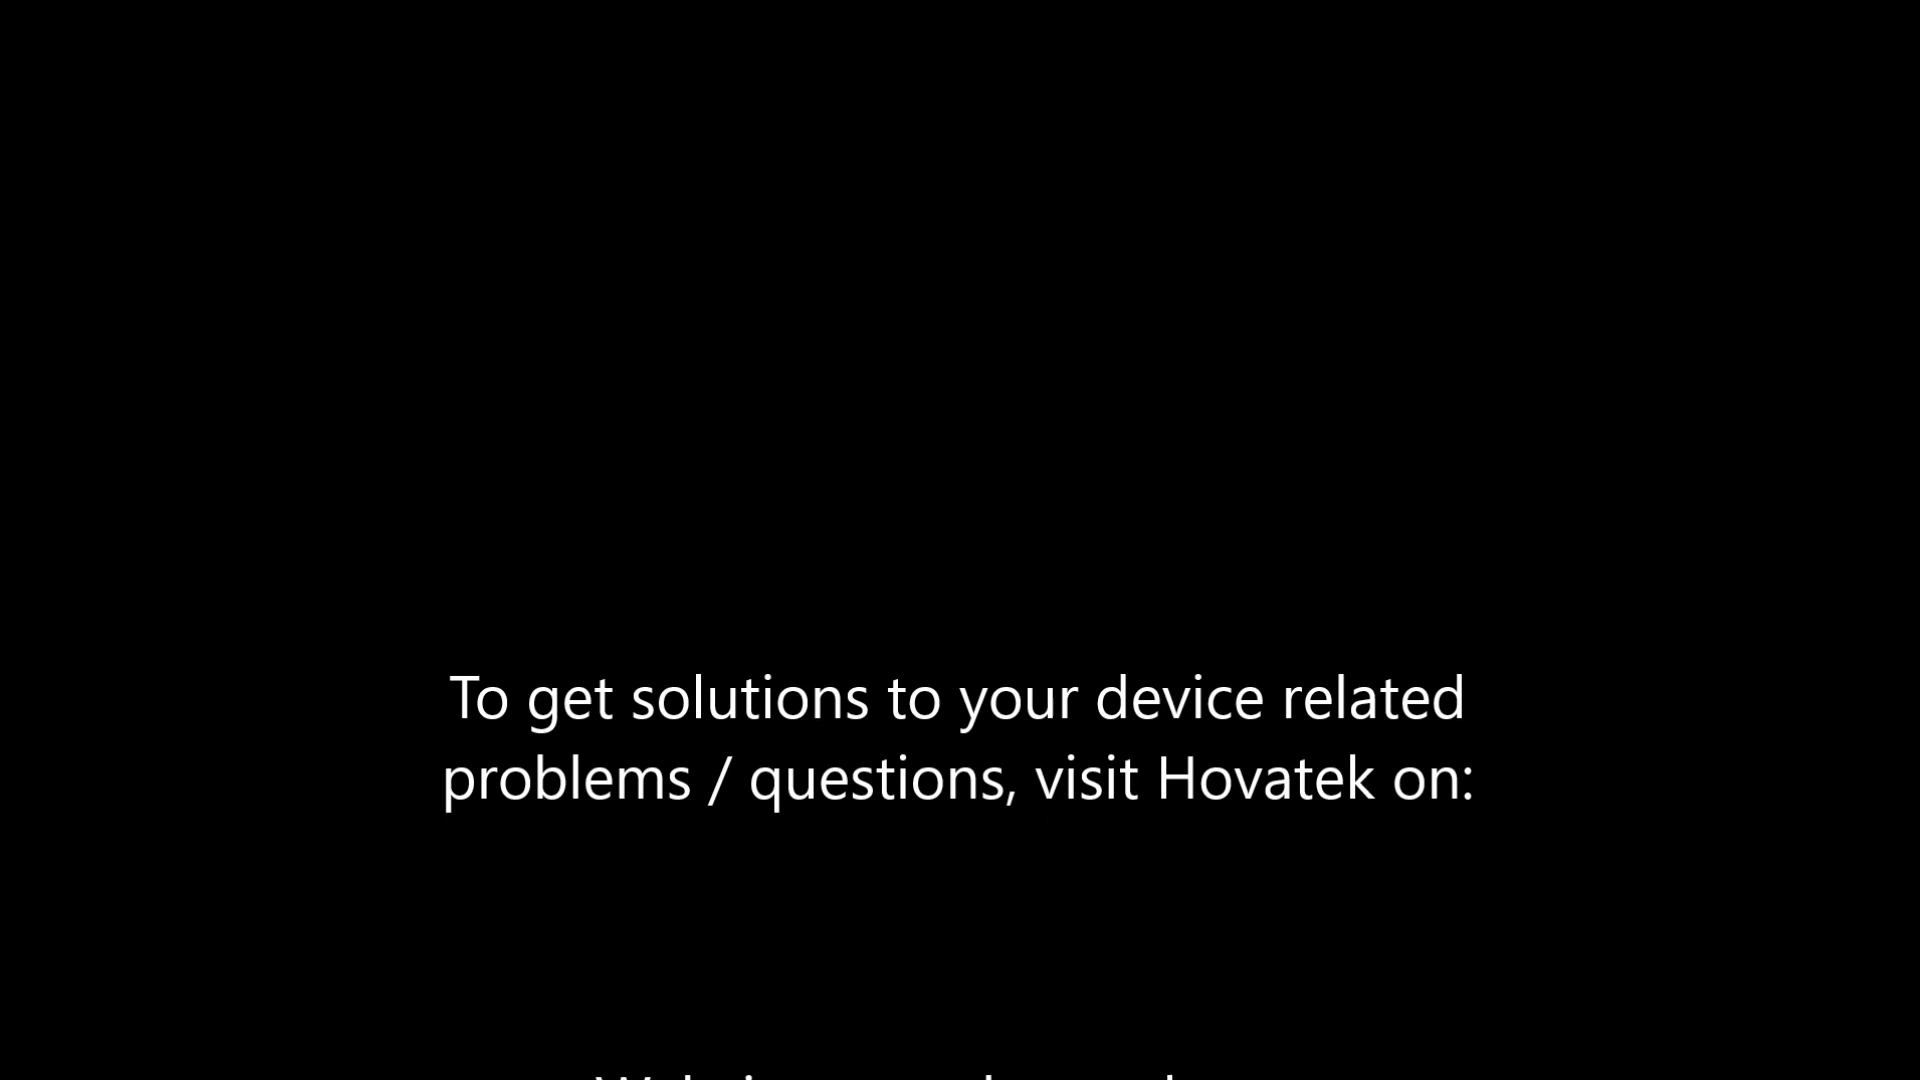 To get solutions to your device related
problems / questions, visit Hovatek on: